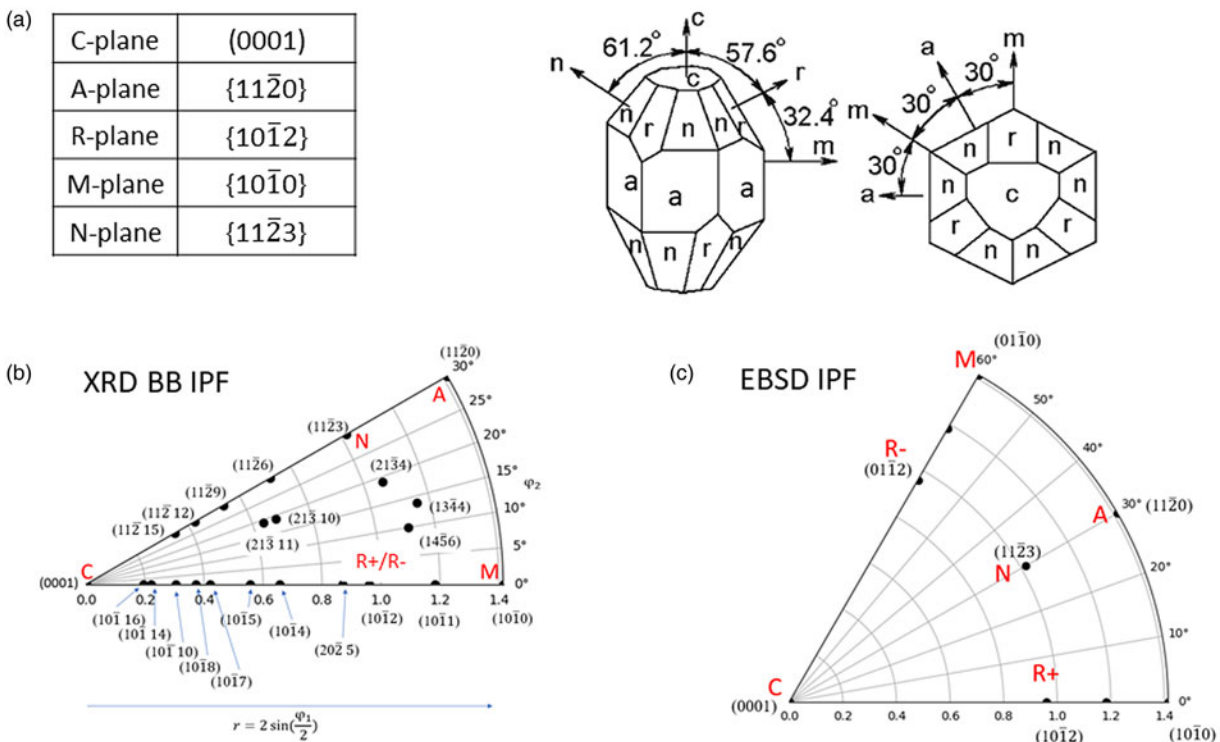 (a)
C-plane (0001)
A-plane {112̄0}
R-plane {101̄2}
M-plane {101̄0}
N-plane {112̄3}
c
61.2° 57.6°
n r
c
n r n n r
32.4°
m
a a a
n n r n
m
a 30°
30°
m n r n
30°
a n c n
r r
n n
(b) XRD BB IPF
(112̄0)
30°
A
25°
(112̄3) N
20°
(112̄6) (213̄4)
15°
(112̄9) φ₂
(112̄ 12) 10°
(134̄4)
(112̄ 15) (213̄ 10)
(213̄ 11) (145̄6)
5°
R+/R-
C M
(0001) 0°
0.0 0.2 0.4 0.6 0.8 1.0 1.2 1.4
(101̄ 16) (101̄5) (101̄2) (101̄1) (101̄0)
(101̄ 14) (101̄4)
(101̄ 10) (202̄ 5)
(101̄8)
(101̄7)
r = 2 sin(φ₁/2)
(c) EBSD IPF
M (011̄0)
60°
50°
R-
40°
(011̄2)
A 30° (112̄0)
(112̄3)
N 20°
10°
R+
C
(0001) 0°
0.0 0.2 0.4 0.6 0.8 1.0 1.2 1.4
(101̄2) (101̄0)